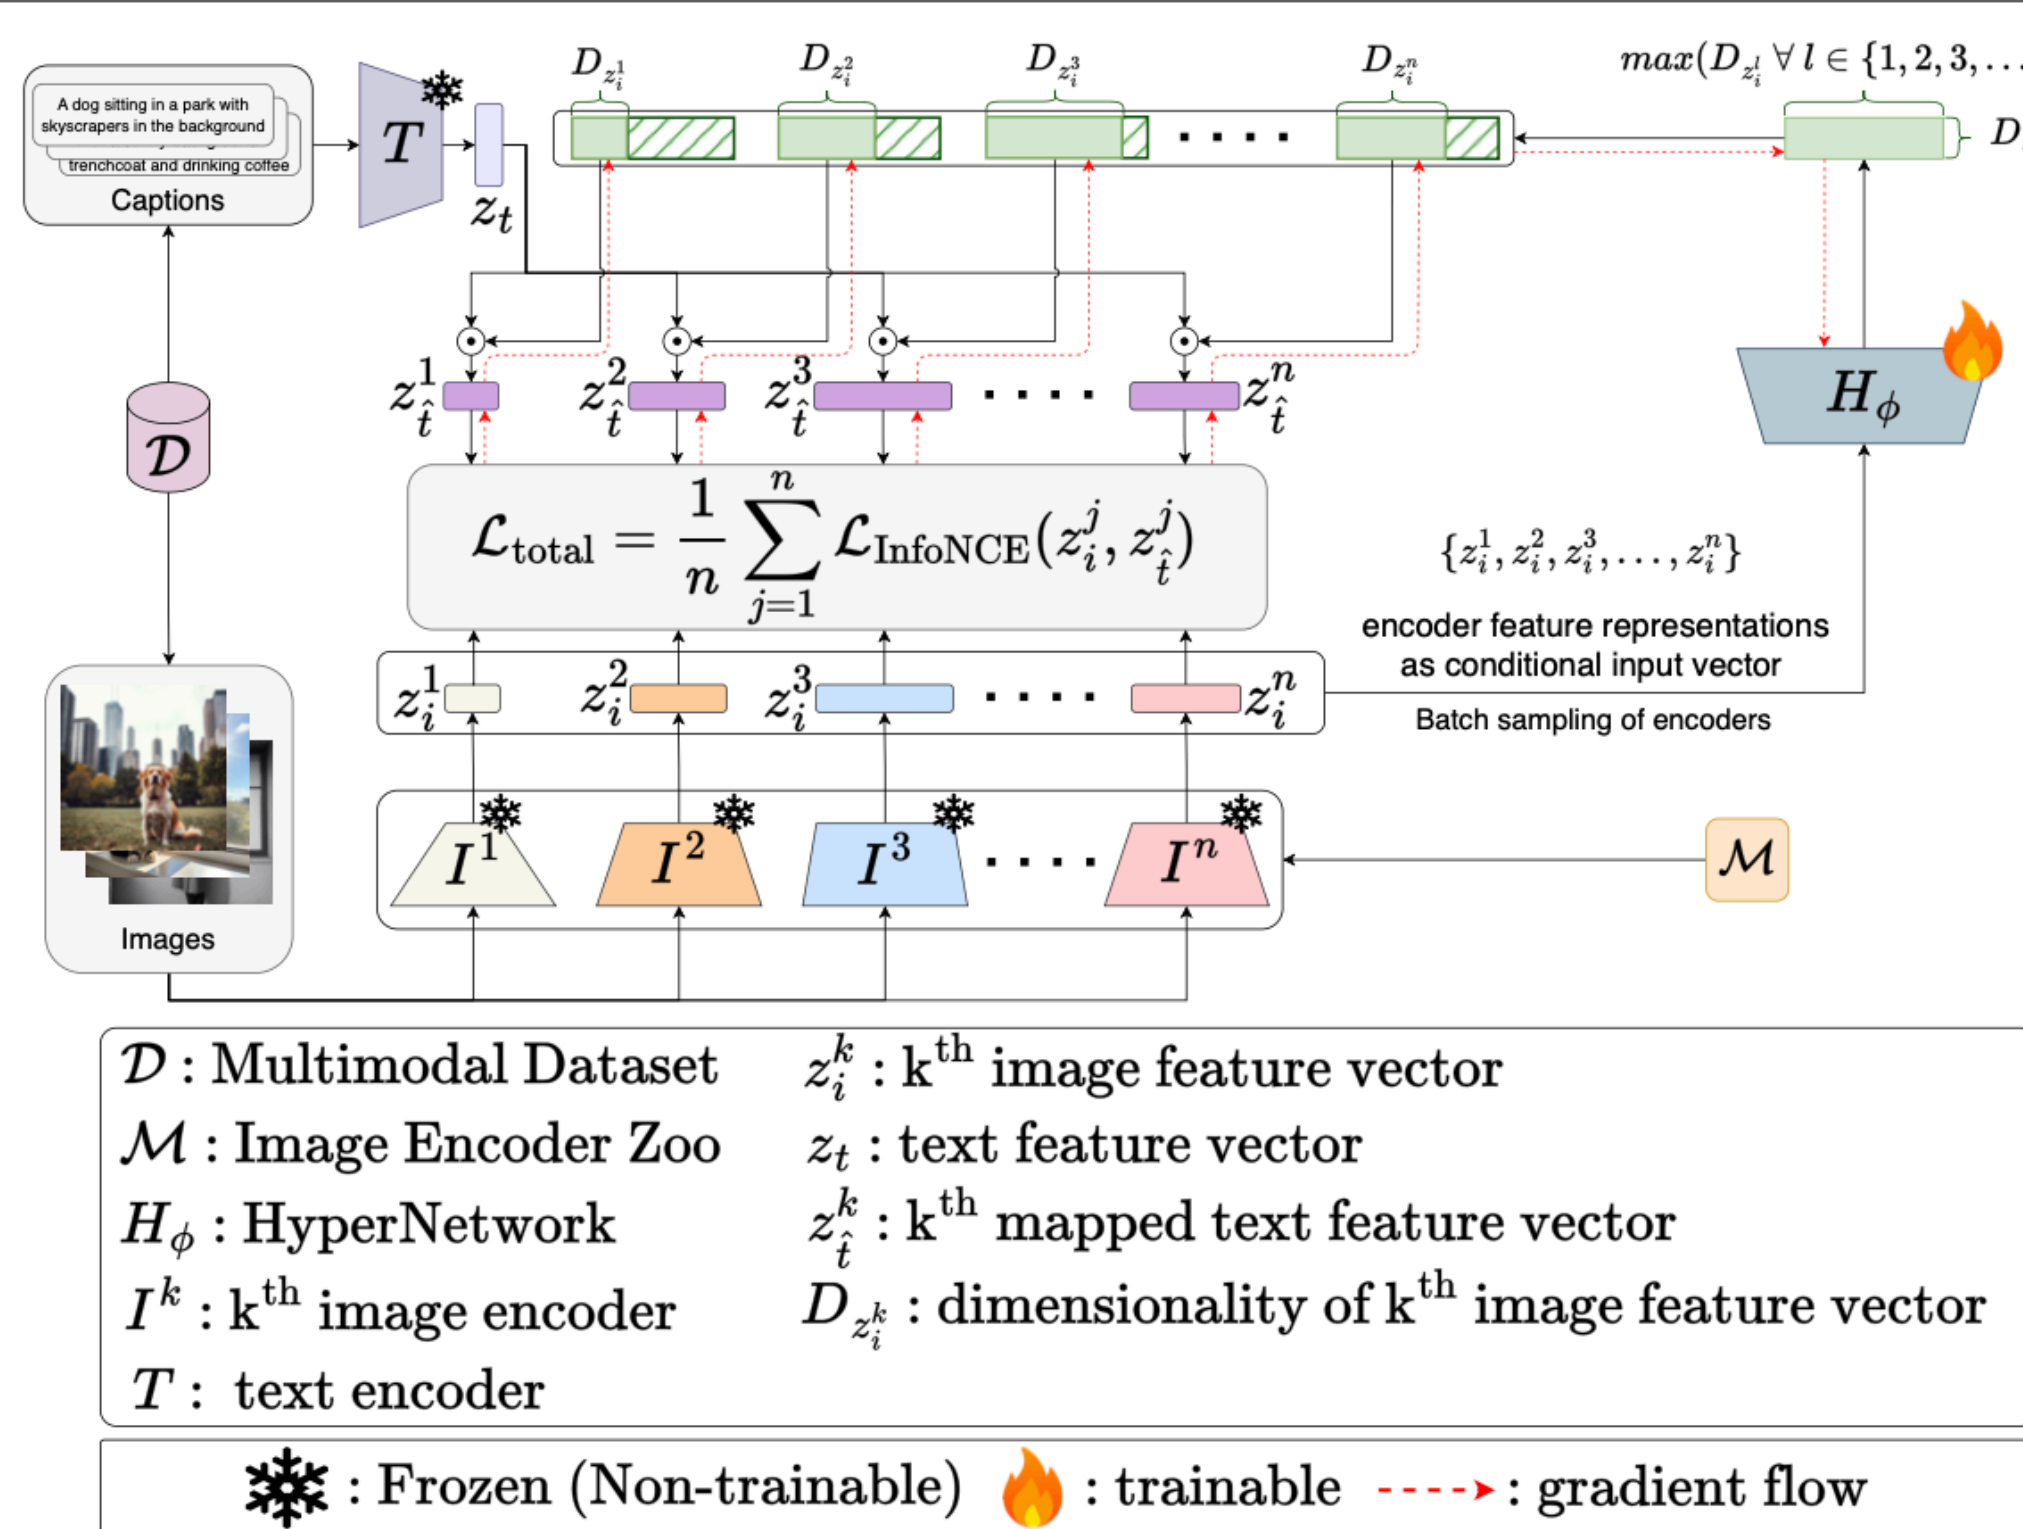 D_{z_i^1} D_{z_i^2} D_{z_i^3} D_{z_i^n} max(D_{z_i^l} ∀ l ∈ {1, 2, 3, . .
A dog sitting in a park with
skyscrapers in the background
trenchcoat and drinking coffee
Captions
T
z_t
. . . .
D
z_{\hat{t}}^1 z_{\hat{t}}^2 z_{\hat{t}}^3 . . . . z_{\hat{t}}^n
H_ϕ
𝒟
ℒ_total = \frac{1}{n} \sum_{j=1}^{n} ℒ_InfoNCE(z_i^j, z_{\hat{t}}^j)
{z_i^1, z_i^2, z_i^3, . . . , z_i^n}
encoder feature representations
as conditional input vector
Batch sampling of encoders
z_i^1 z_i^2 z_i^3 . . . . z_i^n
I^1 I^2 I^3 . . . . I^n
ℳ
Images
𝒟 : Multimodal Dataset
ℳ : Image Encoder Zoo
H_ϕ : HyperNetwork
I^k : k^th image encoder
T : text encoder
z_i^k : k^th image feature vector
z_t : text feature vector
z_{\hat{t}}^k : k^th mapped text feature vector
D_{z_i^k} : dimensionality of k^th image feature vector
: Frozen (Non-trainable) : trainable : gradient flow